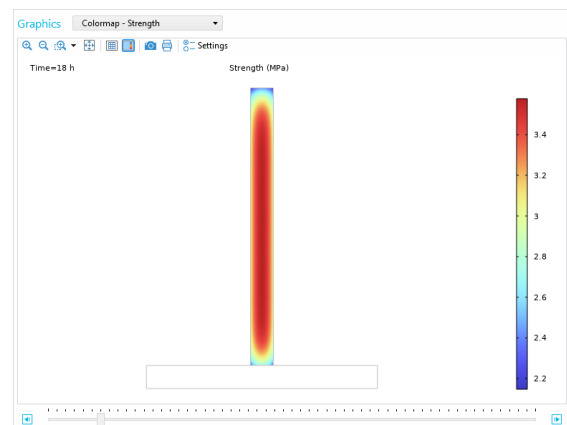 Graphics Colormap - Strength
Settings
Time=18 h Strength (MPa)
3.4
3.2
3
2.8
2.6
2.4
2.2